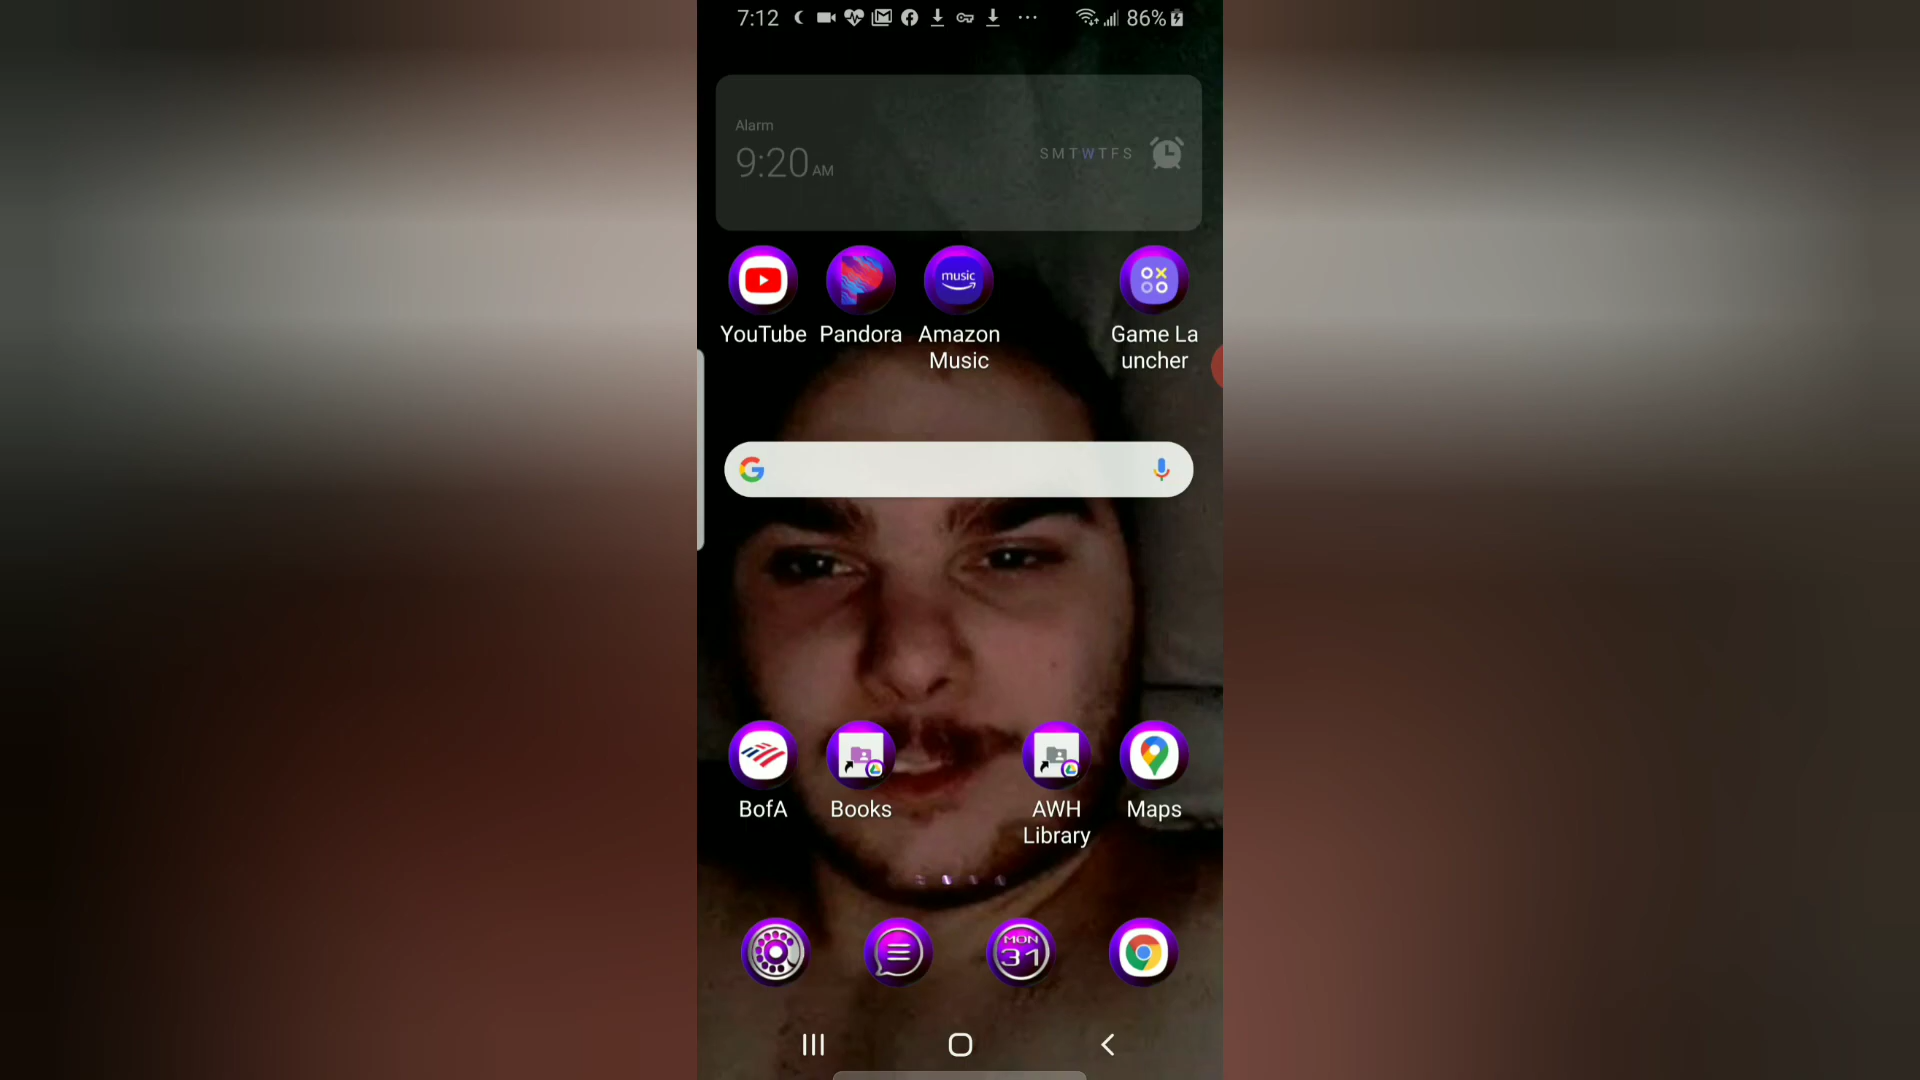 7:12 86%
Alarm
9:20 AM
S M T W T F S
music
YouTube Pandora Amazon Music Game La
uncher
BofA Books AWH Library Maps
MON
31